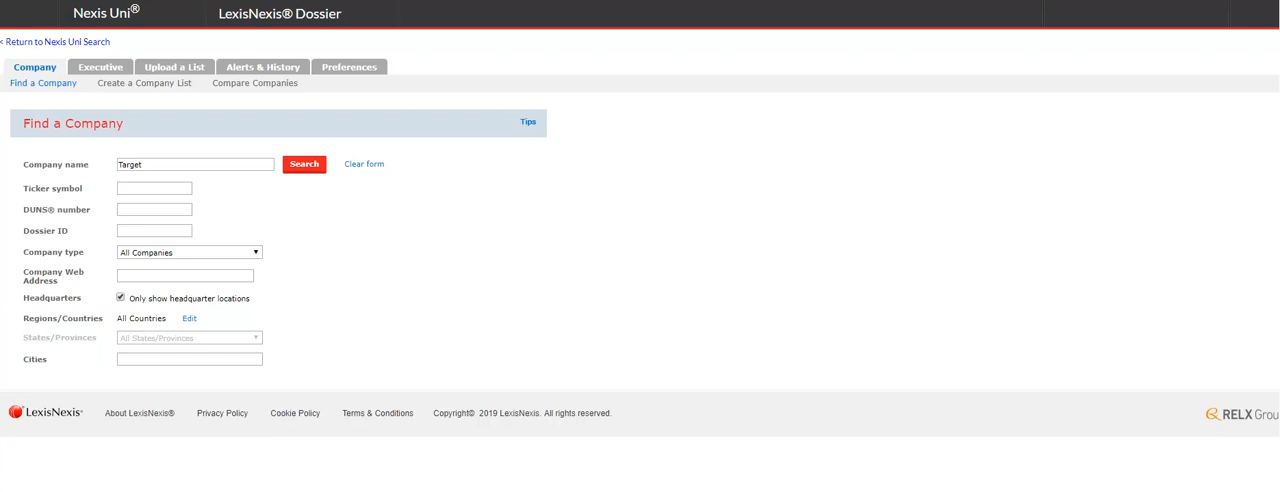 Nexis Uni® LexisNexis® Dossier
< Return to Nexis Uni Search
Company Executive Upload a List Alerts & History Preferences
Find a Company Create a Company List Compare Companies
Find a Company Tips
Company name Target Search Clear form
Ticker symbol
DUNS® number
Dossier ID
Company type All Companies
Company Web
Address
Headquarters Only show headquarter locations
Regions/Countries All Countries Edit
States/Provinces All States/Provinces
Cities
LexisNexis® About LexisNexis® Privacy Policy Cookie Policy Terms & Conditions Copyright© 2019 LexisNexis. All rights reserved. RELX Grou